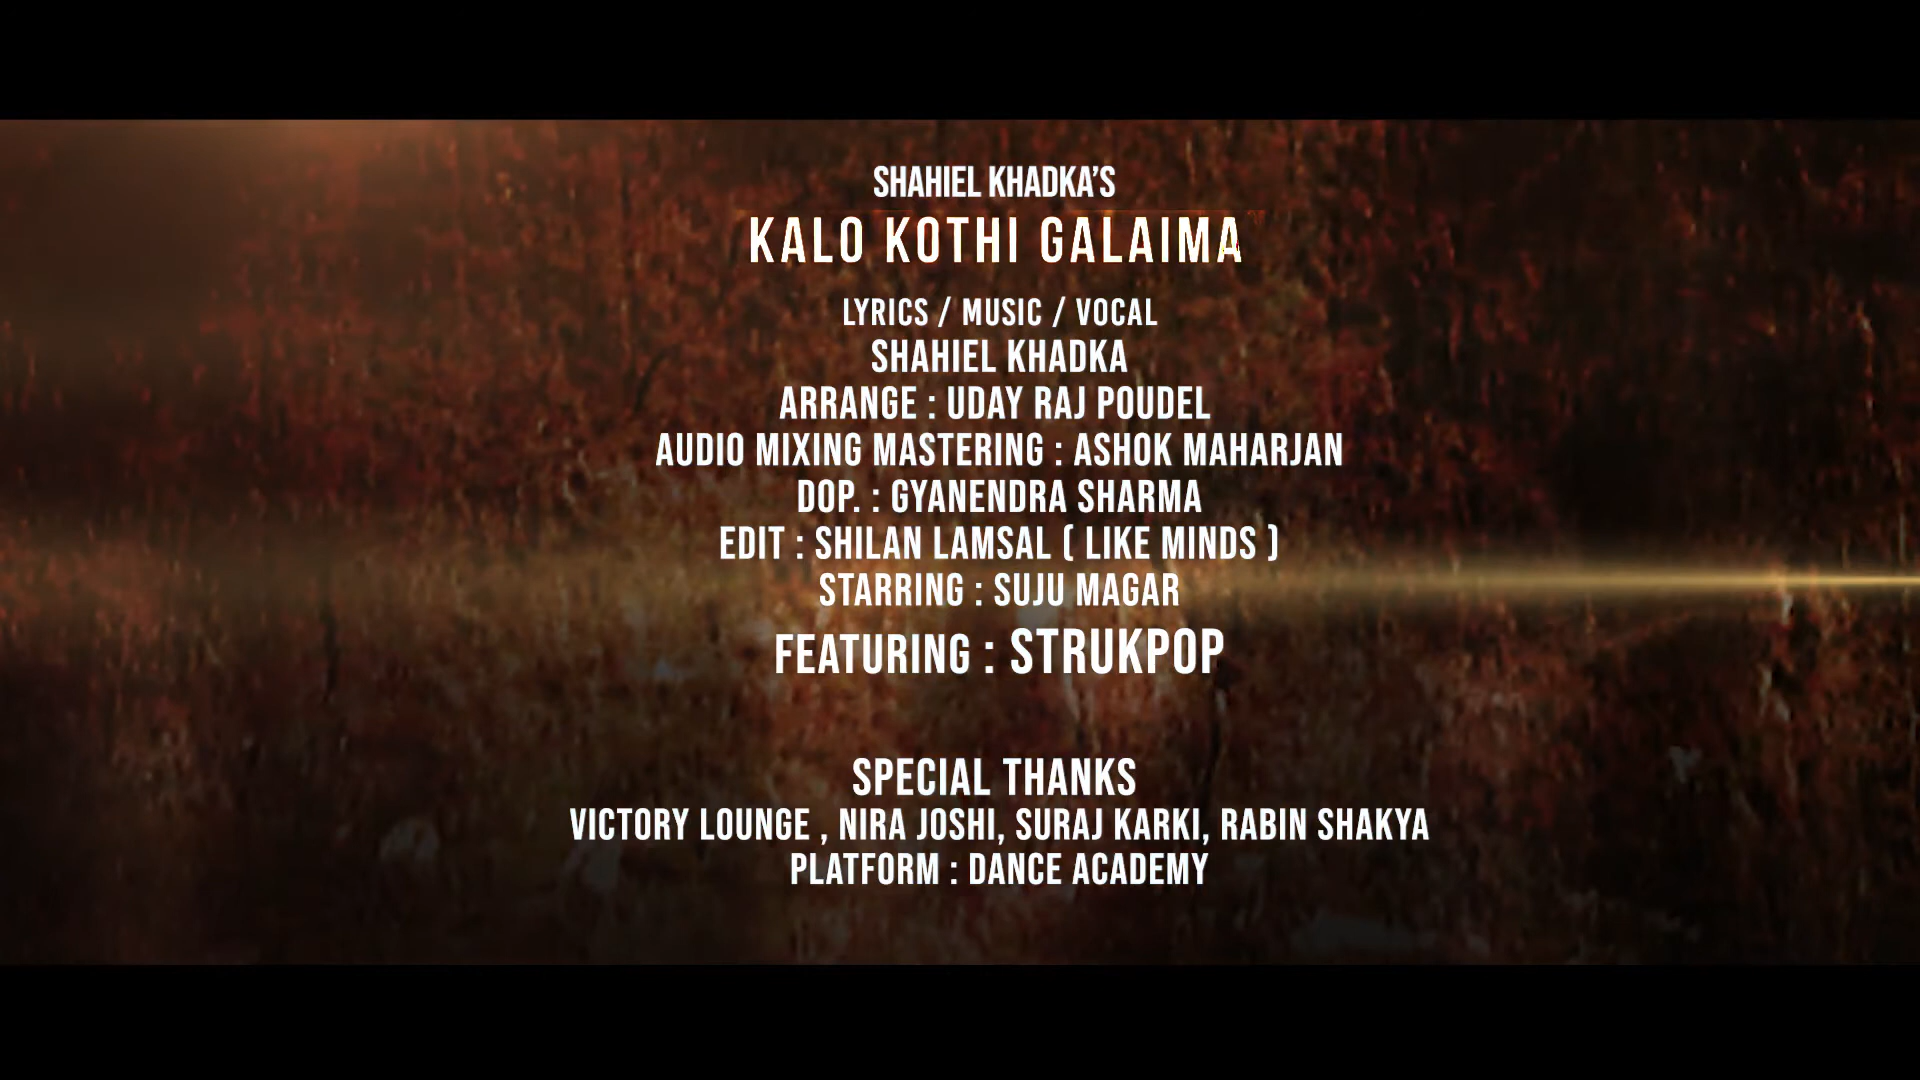 SHAHIEL KHADKA'S
KALO KOTHI GALAIMA
LYRICS / MUSIC / VOCAL
SHAHIEL KHADKA
ARRANGE : UDAY RAJ POUDEL
AUDIO MIXING MASTERING : ASHOK MAHARJAN
DOP. : GYANENDRA SHARMA
EDIT : SHILAN LAMSAL ( LIKE MINDS )
STARRING : SUJU MAGAR
FEATURING : STRUKPOP
SPECIAL THANKS
VICTORY LOUNGE , NIRA JOSHI, SURAJ KARKI, RABIN SHAKYA
PLATFORM : DANCE ACADEMY